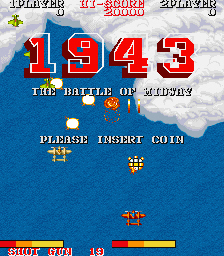 1PLAYER HI-SCORE 2PLAYER
0 20000 0
1943
THE BATTLE OF MIDWAY
PLEASE INSERT COIN
SHOT GUN 19